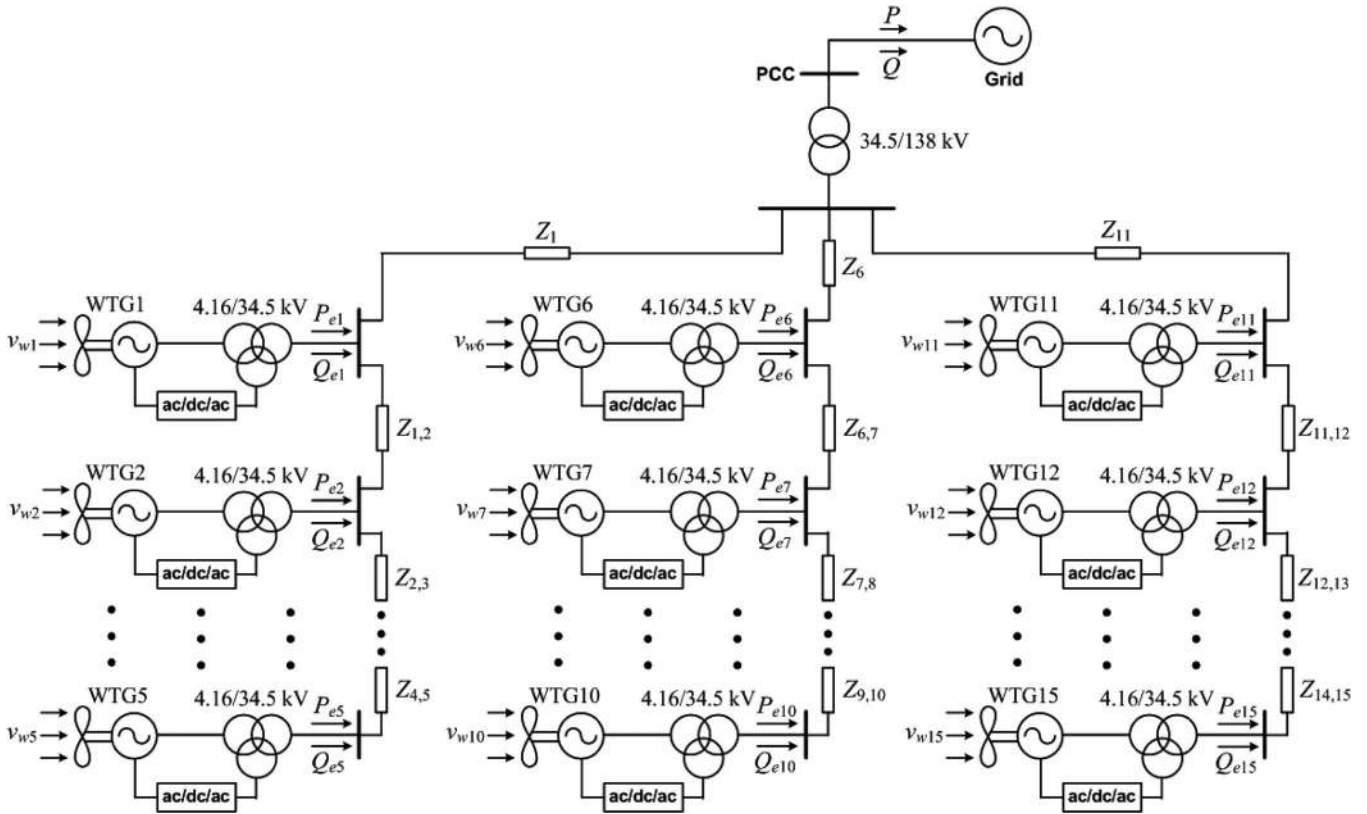 P
Q
PCC
Grid
34.5/138 kV
Z1
Z6
Z11
WTG1 4.16/34.5 kV Pe1
vw1
Qe1
ac/dc/ac
Z1,2
WTG6 4.16/34.5 kV Pe6
vw6
Qe6
ac/dc/ac
Z6,7
WTG11 4.16/34.5 kV Pe11
vw11
Qe11
ac/dc/ac
Z11,12
WTG2 4.16/34.5 kV Pe2
vw2
Qe2
ac/dc/ac
Z2,3
WTG7 4.16/34.5 kV Pe7
vw7
Qe7
ac/dc/ac
Z7,8
WTG12 4.16/34.5 kV Pe12
vw12
Qe12
ac/dc/ac
Z12,13
Z4,5
WTG5 4.16/34.5 kV Pe5
vw5
Qe5
ac/dc/ac
Z9,10
WTG10 4.16/34.5 kV Pe10
vw10
Qe10
ac/dc/ac
Z14,15
WTG15 4.16/34.5 kV Pe15
vw15
Qe15
ac/dc/ac